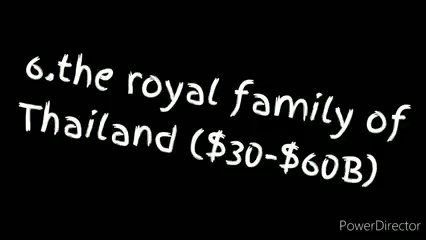 6.the royal family of
Thailand ($30-$60B)
PowerDirector